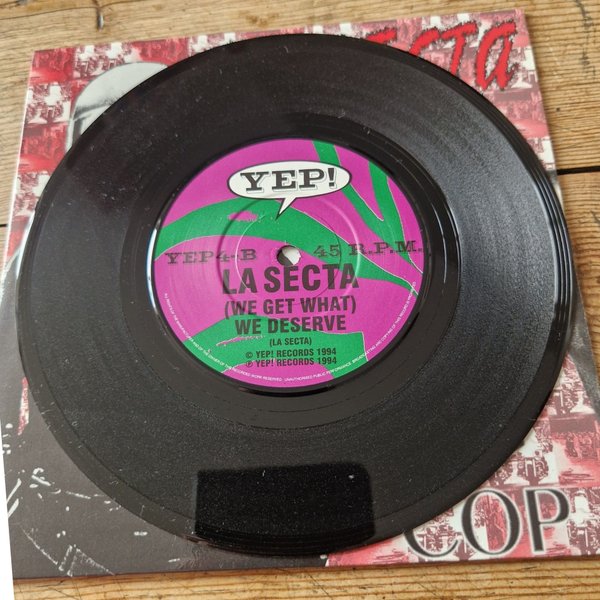 ECTA
YEP!
YEP4-B 45 R.P.M.
LA SECTA
(WE GET WHAT)
WE DESERVE
(LA SECTA)
© YEP! RECORDS 1994
℗ YEP! RECORDS 1994
COP